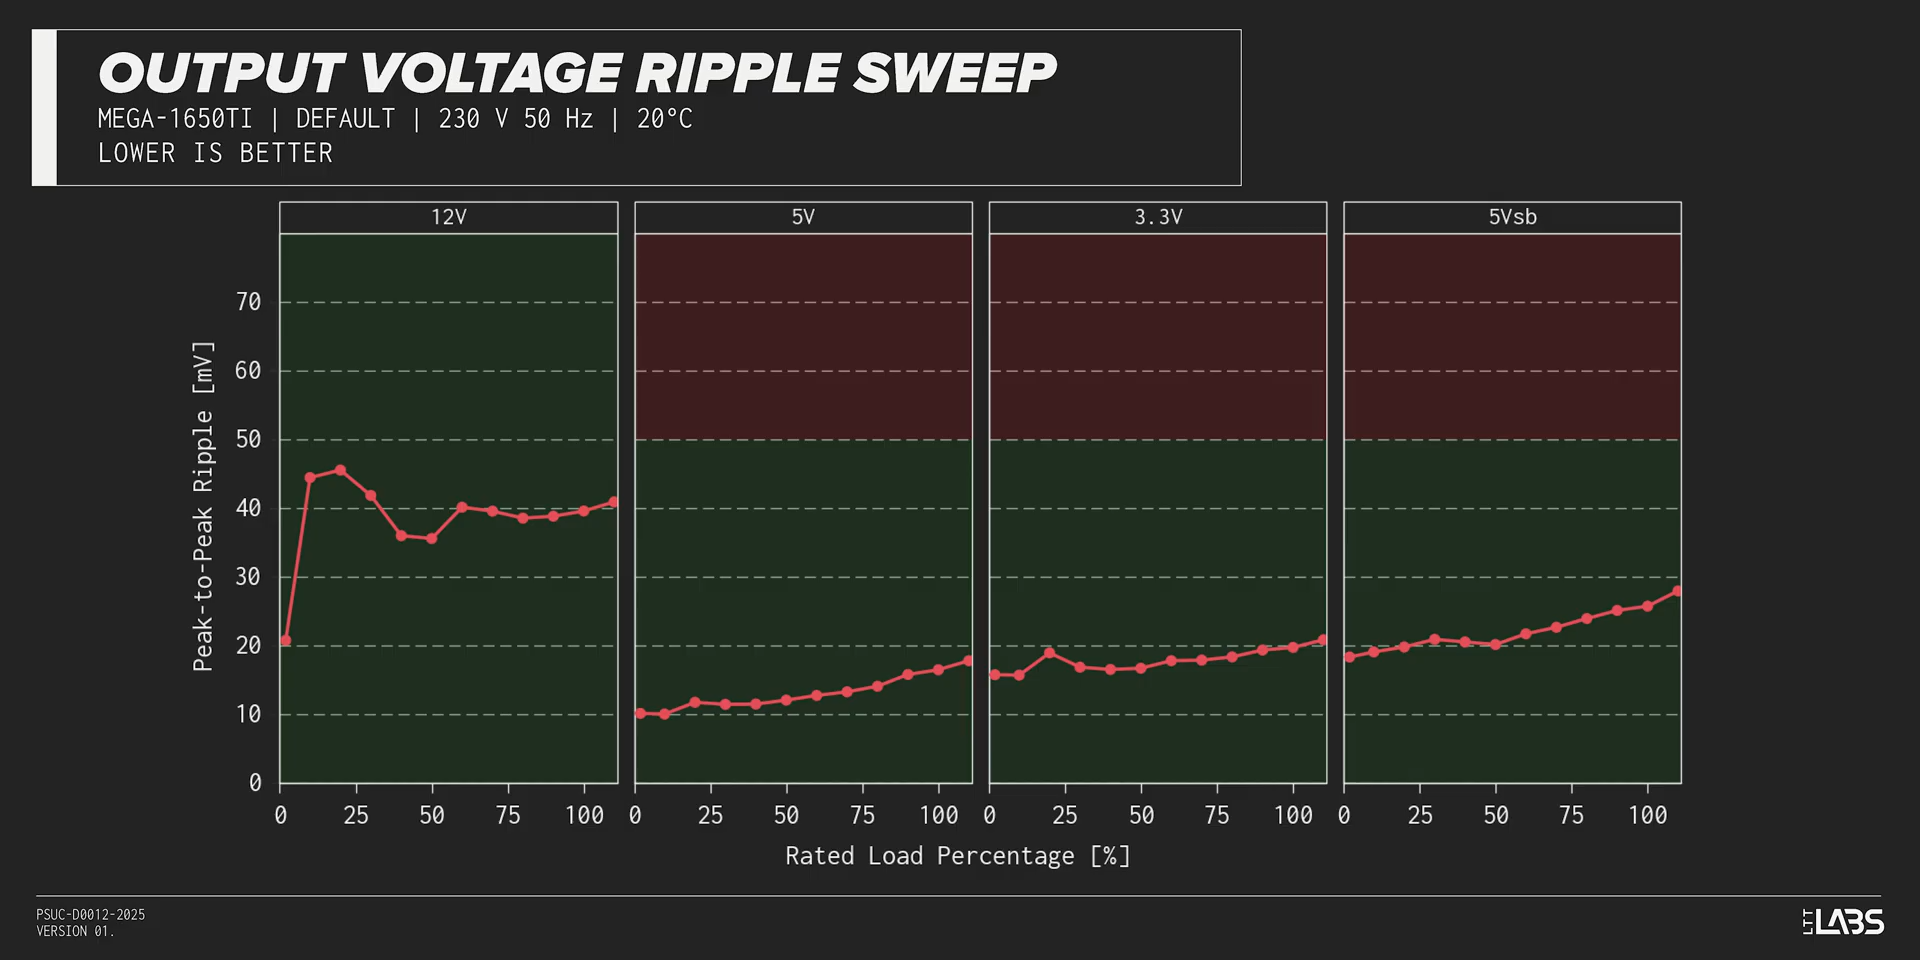 OUTPUT VOLTAGE RIPPLE SWEEP
MEGA-1650TI | DEFAULT | 230 V 50 Hz | 20°C
LOWER IS BETTER
12V 5V 3.3V 5Vsb
Peak-to-Peak Ripple [mV]
70
60
50
40
30
20
10
0
0 25 50 75 100 0 25 50 75 100 0 25 50 75 100 0 25 50 75 100
Rated Load Percentage [%]
PSUC-D0012-2025
VERSION 01.
LTT LABS